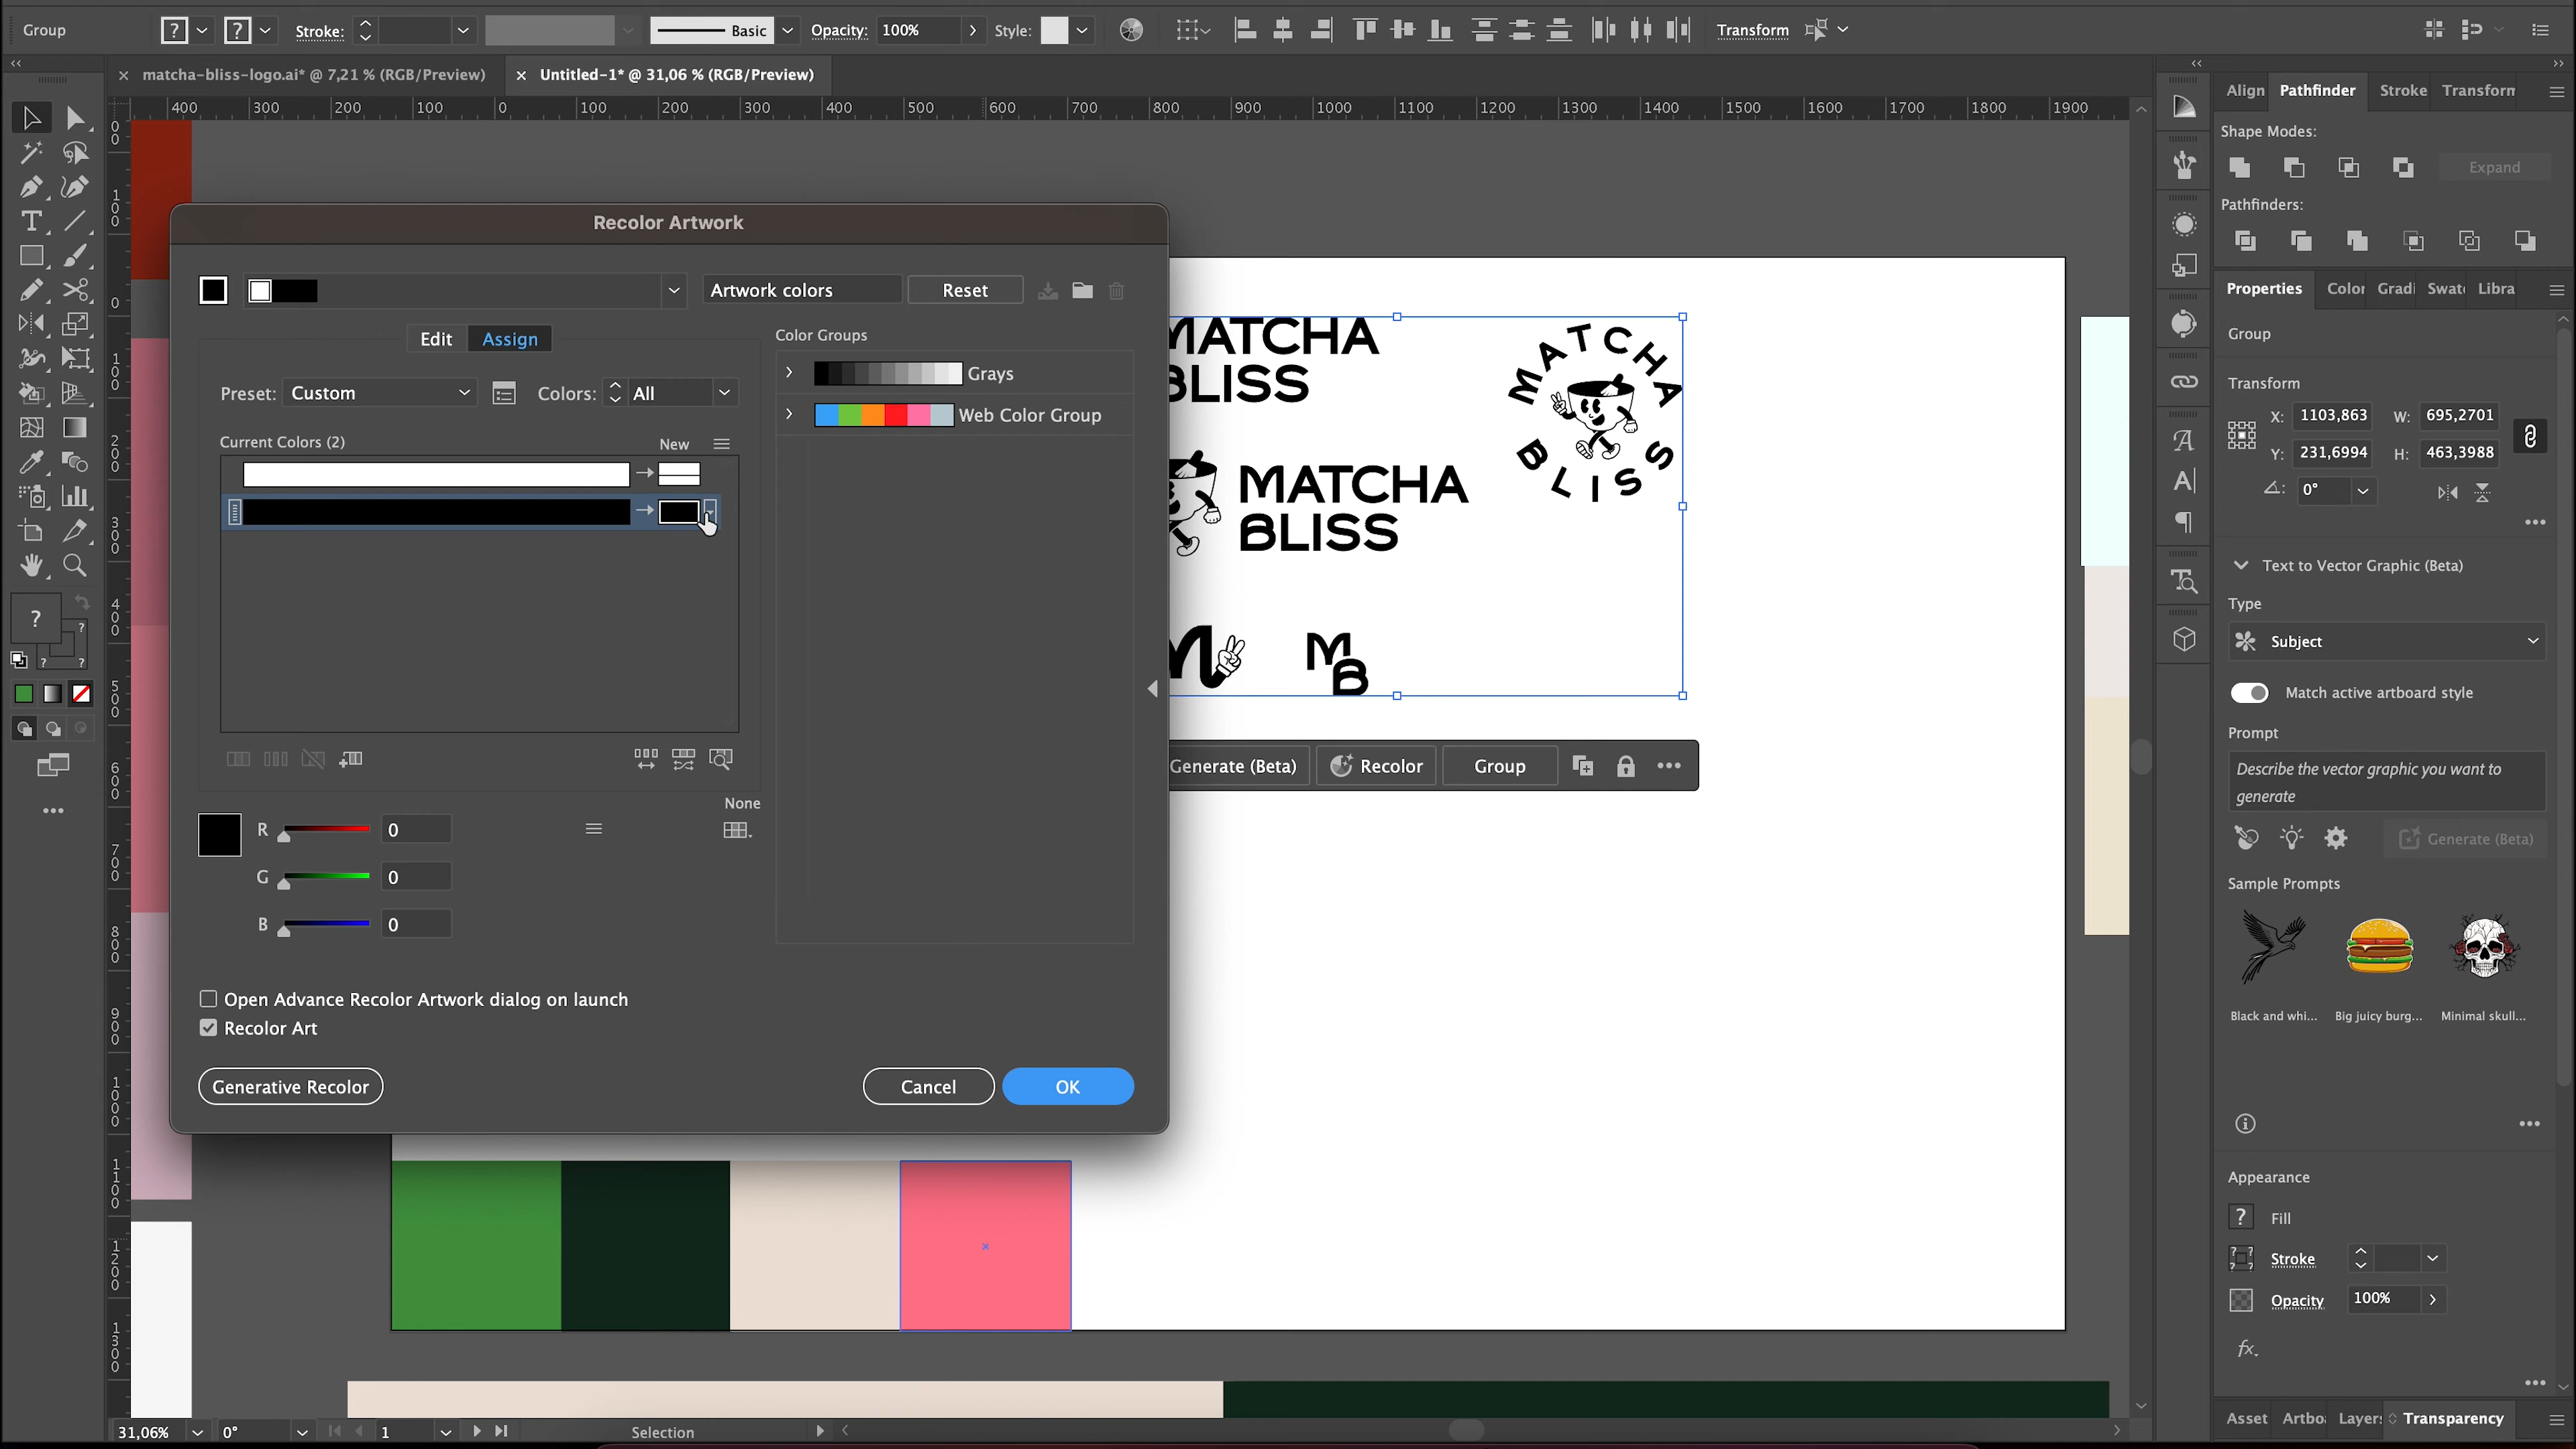 Group
Stroke:
Basic
Opacity: 100%
Style:
Transform
matcha-bliss-logo.ai* @ 7,21 % (RGB/Preview)
Untitled-1* @ 31,06 % (RGB/Preview)
400 300 200 100 0 100 200 300 400 500 600 700 800 900 1000 1100 1200 1300 1400 1500 1600 1700 1800 1900
Recolor Artwork
Artwork colors
Reset
Edit
Assign
Color Groups
Grays
Web Color Group
Preset: Custom
Colors: All
Current Colors (2)
New
None
R 0
G 0
B 0
Open Advance Recolor Artwork dialog on launch
Recolor Art
Generative Recolor
Cancel
OK
MATCHA
BLISS
MATCHA
BLISS
MATCHA
BLISS
M
MB
Generate (Beta)
Recolor
Group
Align
Pathfinder
Stroke
Transform
Shape Modes:
Expand
Pathfinders:
Properties
Color
Gradi
Swat
Libra
Group
Transform
X: 1103,863
W: 695,2701
Y: 231,6994
H: 463,3988
0°
Text to Vector Graphic (Beta)
Type
Subject
Match active artboard style
Prompt
Describe the vector graphic you want to
generate
Generate (Beta)
Sample Prompts
Black and whi...
Big juicy burg...
Minimal skull...
Appearance
Fill
Stroke
Opacity 100%
fx
Asset
Artbo
Layers
Transparency
31,06%
0°
1
Selection